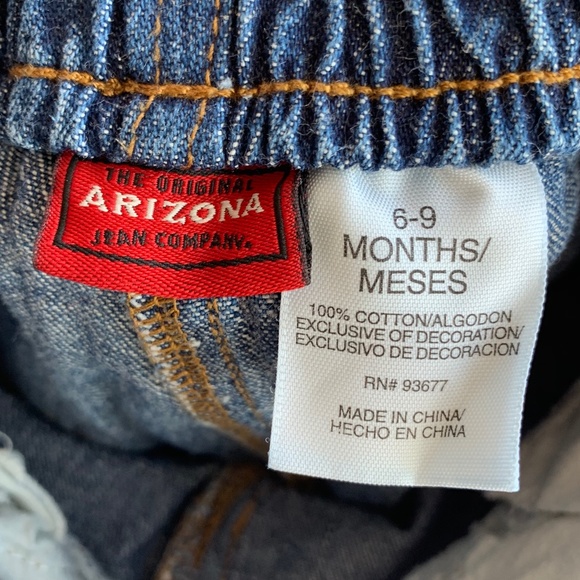 THE ORIGINAL
ARIZONA
JEAN COMPANY.
6-9
MONTHS/
MESES
100% COTTON/ALGODON
EXCLUSIVE OF DECORATION/
EXCLUSIVO DE DECORACION
RN# 93677
MADE IN CHINA/
HECHO EN CHINA